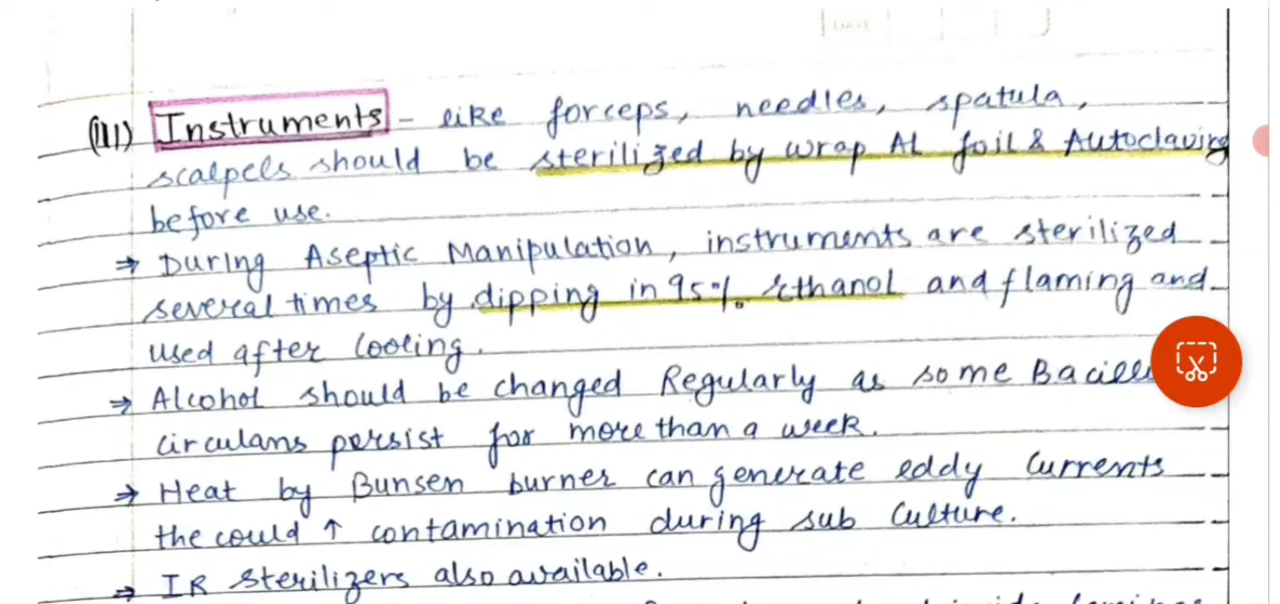 (III) Instruments - like forceps, needles, spatula,
scalpels should be sterilized by wrap AL foil & Autoclaving
before use.
⇒ During Aseptic Manipulation, instruments are sterilized
several times by dipping in 95% Ethanol and flaming and
used after cooling.
→ Alcohol should be changed Regularly as some
circulans persist for more than a week.
→ Heat by Bunsen burner can generate eddy currents
the could ↑ contamination during sub culture.
→ IR sterilizers also available.